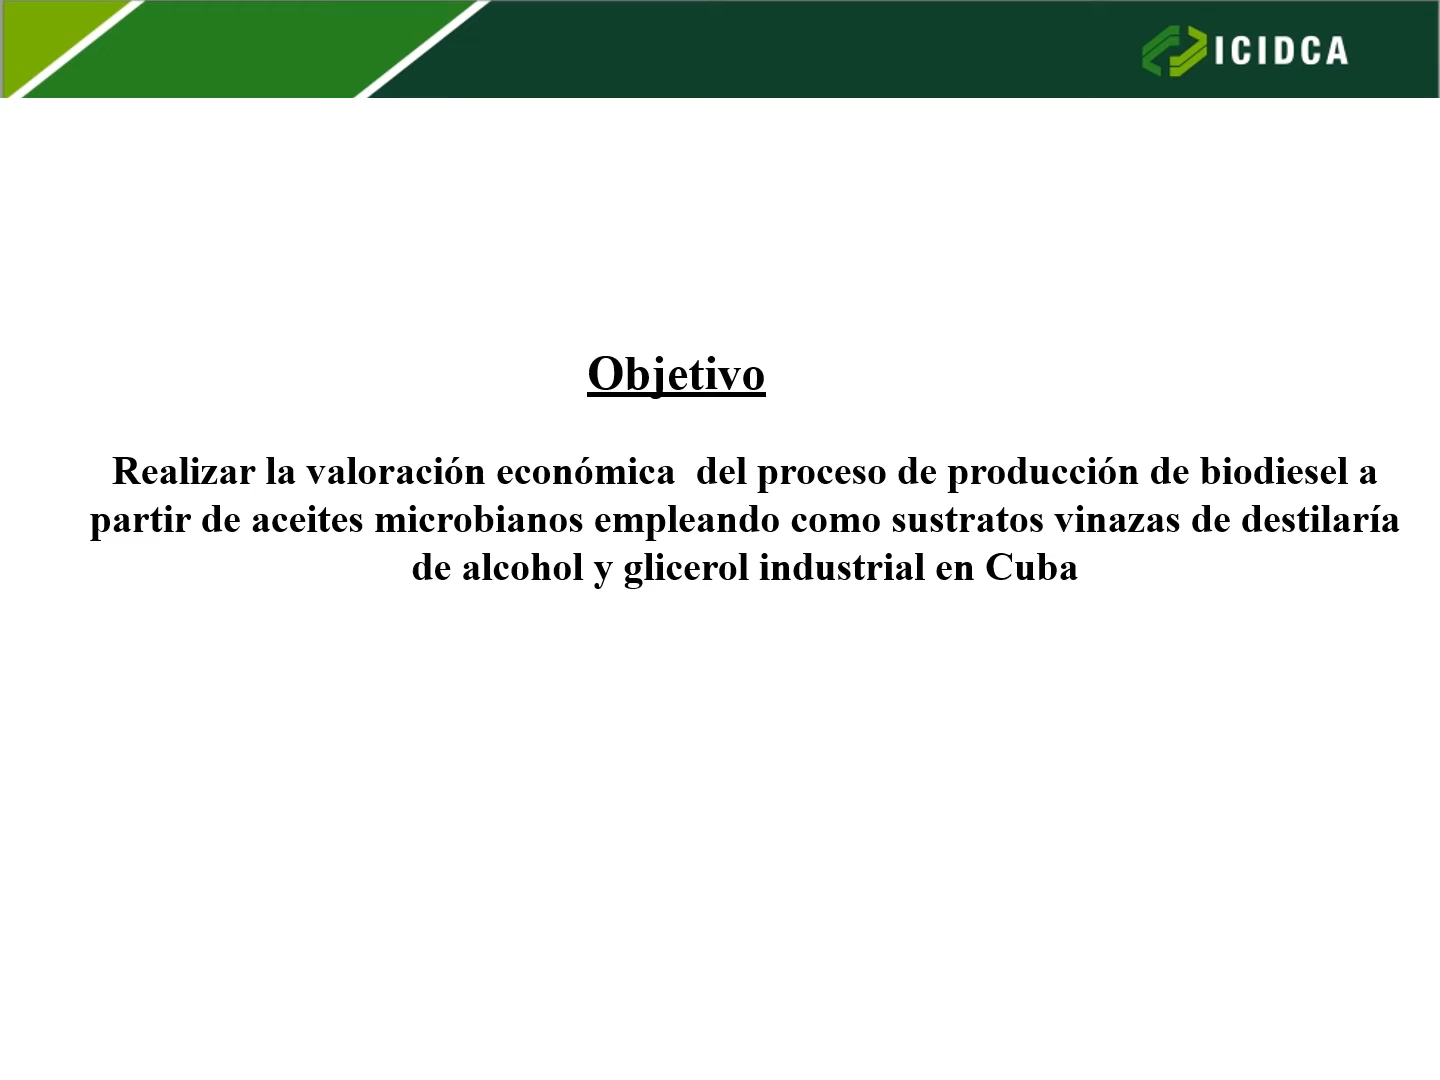 ICIDCA
Objetivo
Realizar la valoración económica  del proceso de producción de biodiesel a
partir de aceites microbianos empleando como sustratos vinazas de destilaría
de alcohol y glicerol industrial en Cuba